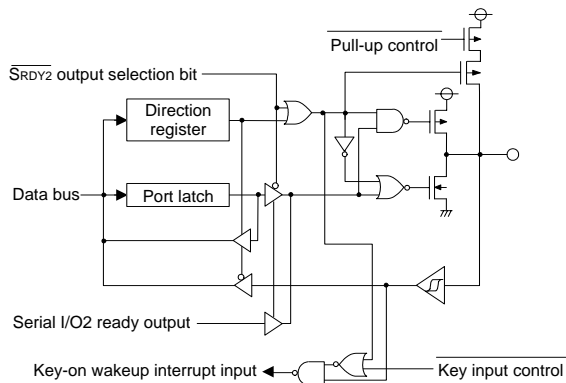 Pull-up control
SRDY2 output selection bit
Direction
register
Data bus
Port latch
Serial I/O2 ready output
Key-on wakeup interrupt input
Key input control